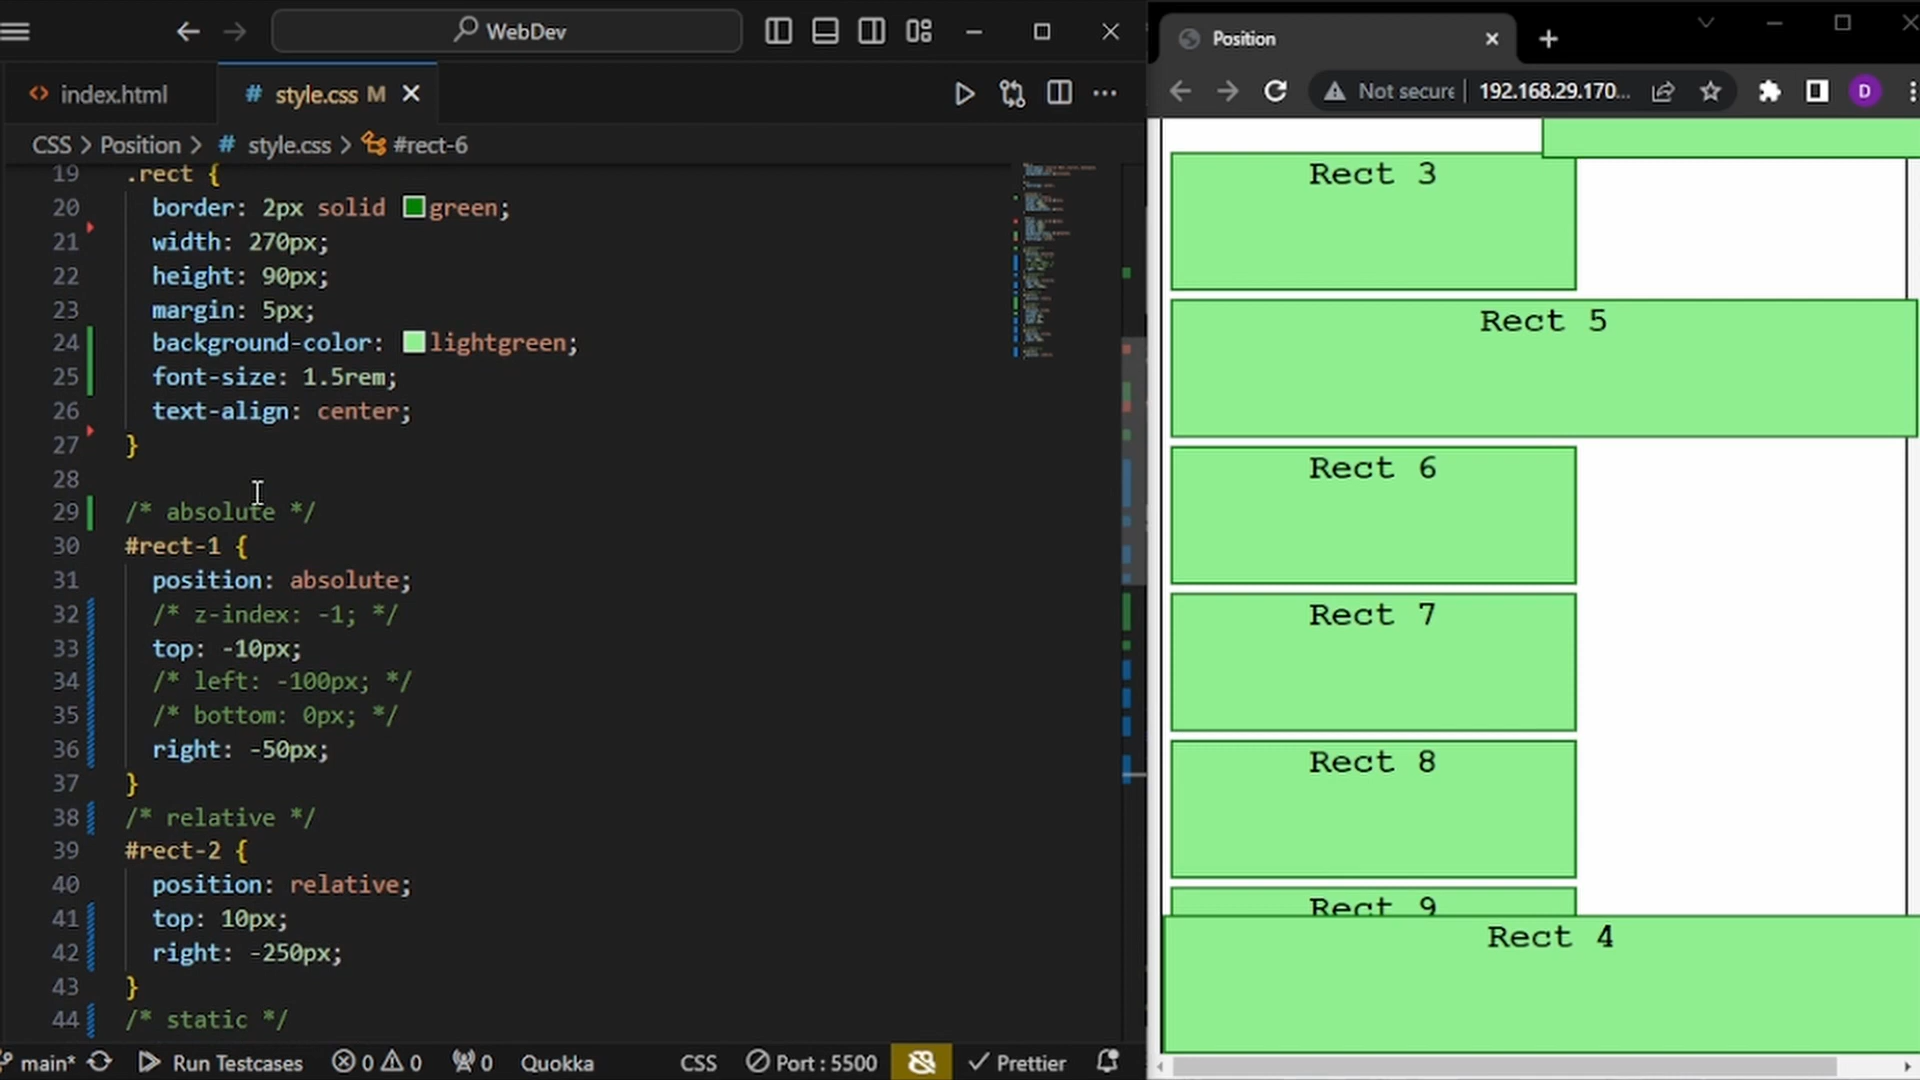 WebDev
index.html
# style.css M
CSS > Position > # style.css > #rect-6
19 .rect {
20 border: 2px solid green;
21 width: 270px;
22 height: 90px;
23 margin: 5px;
24 background-color: lightgreen;
25 font-size: 1.5rem;
26 text-align: center;
27 }
28
29 /* absolute */
30 #rect-1 {
31 position: absolute;
32 /* z-index: -1; */
33 top: -10px;
34 /* left: -100px; */
35 /* bottom: 0px; */
36 right: -50px;
37 }
38 /* relative */
39 #rect-2 {
40 position: relative;
41 top: 10px;
42 right: -250px;
43 }
44 /* static */
main* Run Testcases 0 0 0 Quokka CSS Port : 5500 Prettier
Position
Not secure 192.168.29.170... D
Rect 3
Rect 5
Rect 6
Rect 7
Rect 8
Rect 9
Rect 4